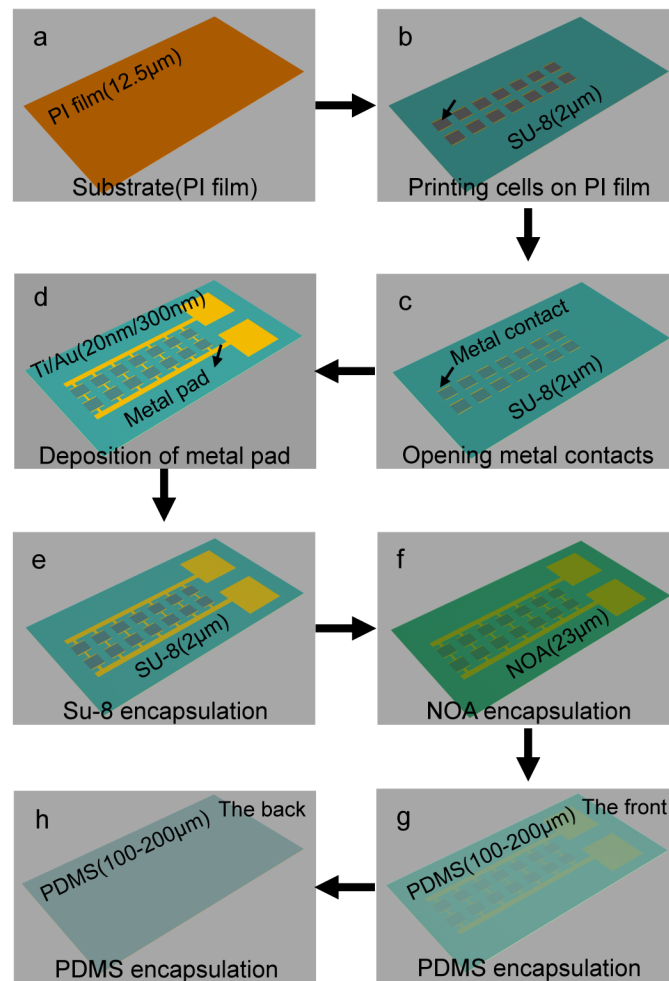 a
PI film(12.5μm)
Substrate(PI film)
b
SU-8(2μm)
Printing cells on PI film
c
Metal contact
SU-8(2μm)
Opening metal contacts
d
Ti/Au(20nm/300nm)
Metal pad
Deposition of metal pad
e
SU-8(2μm)
Su-8 encapsulation
f
NOA(23μm)
NOA encapsulation
g
The front
PDMS(100-200μm)
PDMS encapsulation
h
The back
PDMS(100-200μm)
PDMS encapsulation